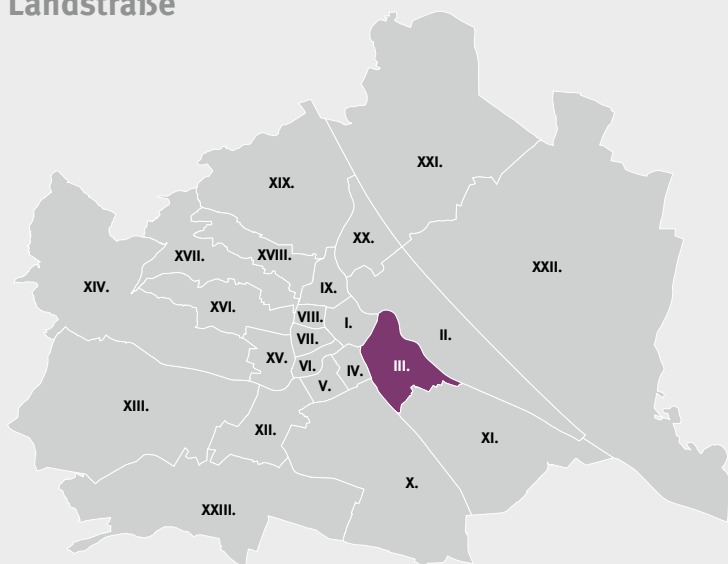 Landstraße
XXI.
XIX.
XX.
XVII.
XVIII.
XXII.
XIV.
IX.
XVI.
VIII.
I.
II.
VII.
XV.
VI.
IV.
III.
V.
XIII.
XII.
XI.
X.
XXIII.